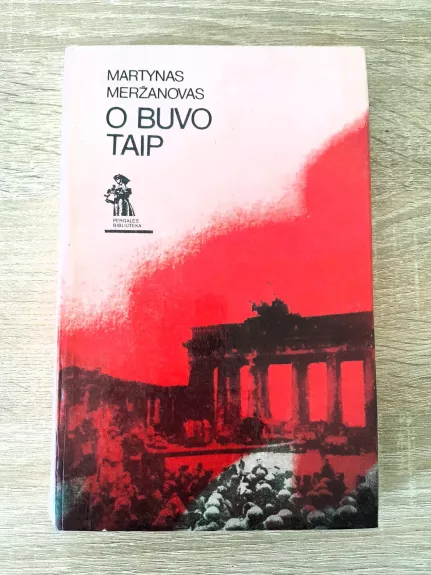 MARTYNAS
MERŽANOVAS
O BUVO
TAIP
PERGALĖS
BIBLIOTEKA